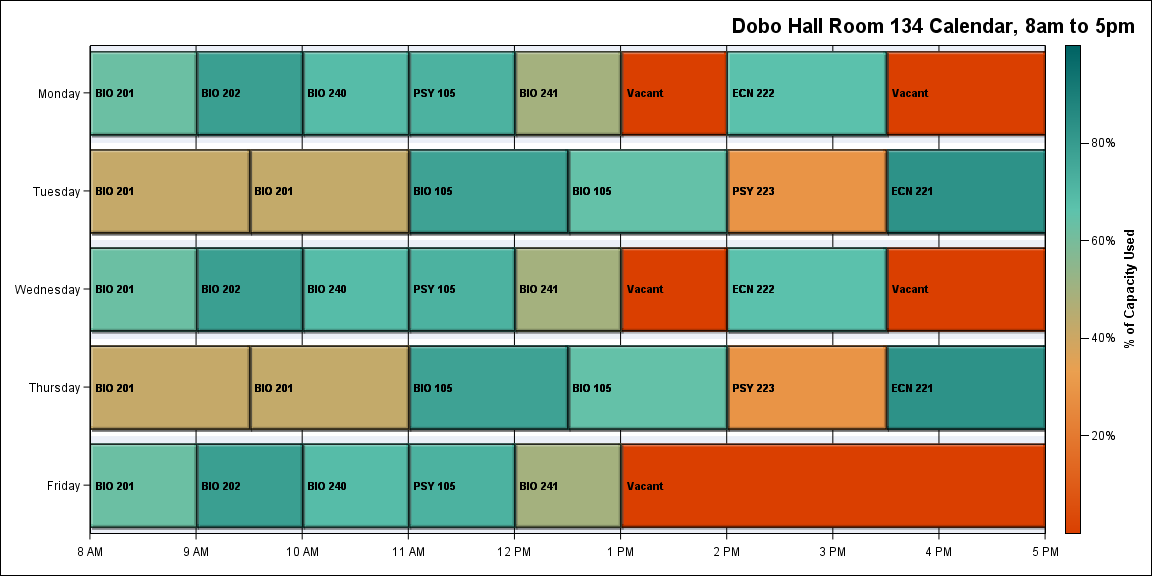 Dobo Hall Room 134 Calendar, 8am to 5pm
Monday BIO 201 BIO 202 BIO 240 PSY 105 BIO 241 Vacant ECN 222 Vacant
Tuesday BIO 201 BIO 201 BIO 105 BIO 105 PSY 223 ECN 221
Wednesday BIO 201 BIO 202 BIO 240 PSY 105 BIO 241 Vacant ECN 222 Vacant
Thursday BIO 201 BIO 201 BIO 105 BIO 105 PSY 223 ECN 221
Friday BIO 201 BIO 202 BIO 240 PSY 105 BIO 241 Vacant
8 AM 9 AM 10 AM 11 AM 12 PM 1 PM 2 PM 3 PM 4 PM 5 PM
80%
60%
40%
20%
% of Capacity Used